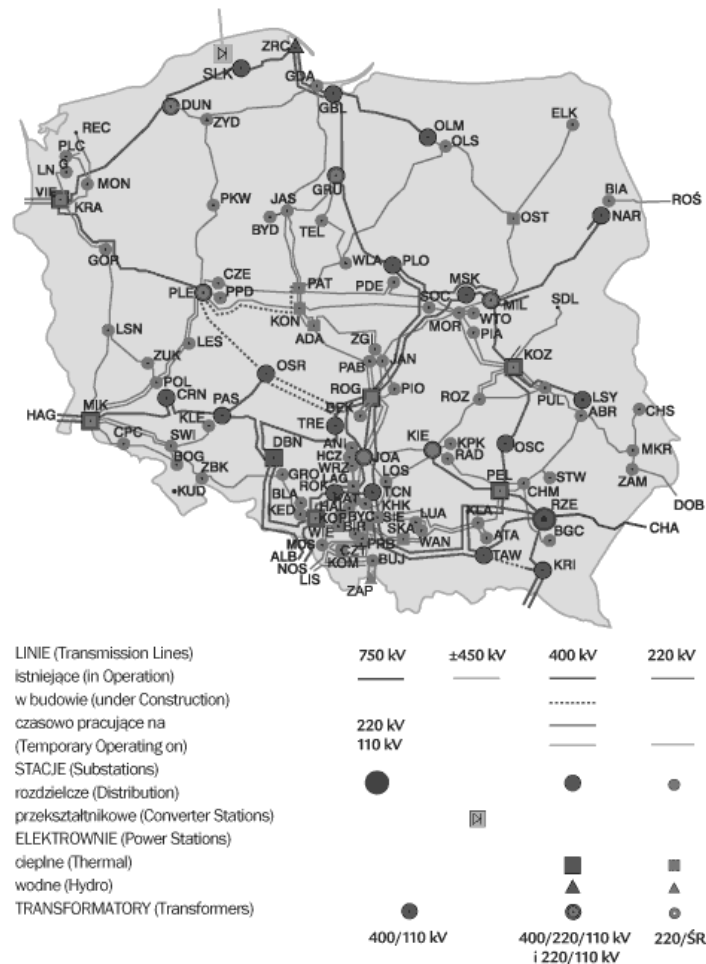 ZRC
SLK
GDA
GBL
DUN
ZYD
OLM
OLS
ELK
REC
PLC
LN
G
MON
VIE
KRA
PKW
JAS
BYD
TEL
GRU
BIA
ROŚ
NAR
OST
GOR
WLA
PLO
CZE
PLE
PPD
PAT
PDE
MSK
SOC
MIL
KON
ADA
MOR
WTO
PIA
SDL
LSN
LES
ZUK
ZGI
PAB
JAN
KOZ
POL
CRN
OSR
ROG
PIO
ROZ
PUL
LSY
ABR
CHS
HAG
MIK
KLE
PAS
BEK
TRE
CPC
SWI
BOG
ZBK
KUD
DBN
ANI
HCZ
JOA
WRZ
KIE
KPK
RAD
OSC
MKR
ZAM
DOB
GRO
ROK
LAG
LOS
PEL
STW
CHM
BLA
KED
HAL
KAT
TCN
KHK
KOP
BYC
SIE
LUA
KLA
RZE
CHA
WIE
BIR
SKA
WAN
ATA
BGC
MOS
PRB
CZT
ALB
NOS
KOM
BUJ
TAW
KRI
LIS
ZAP
LINIE (Transmission Lines) 750 kV ±450 kV 400 kV 220 kV
istniejące (in Operation)
w budowie (under Construction)
czasowo pracujące na 220 kV
(Temporary Operating on) 110 kV
STACJE (Substations)
rozdzielcze (Distribution)
przekształtnikowe (Converter Stations)
ELEKTROWNIE (Power Stations)
cieplne (Thermal)
wodne (Hydro)
TRANSFORMATORY (Transformers)
400/110 kV 400/220/110 kV 220/ŚR
i 220/110 kV